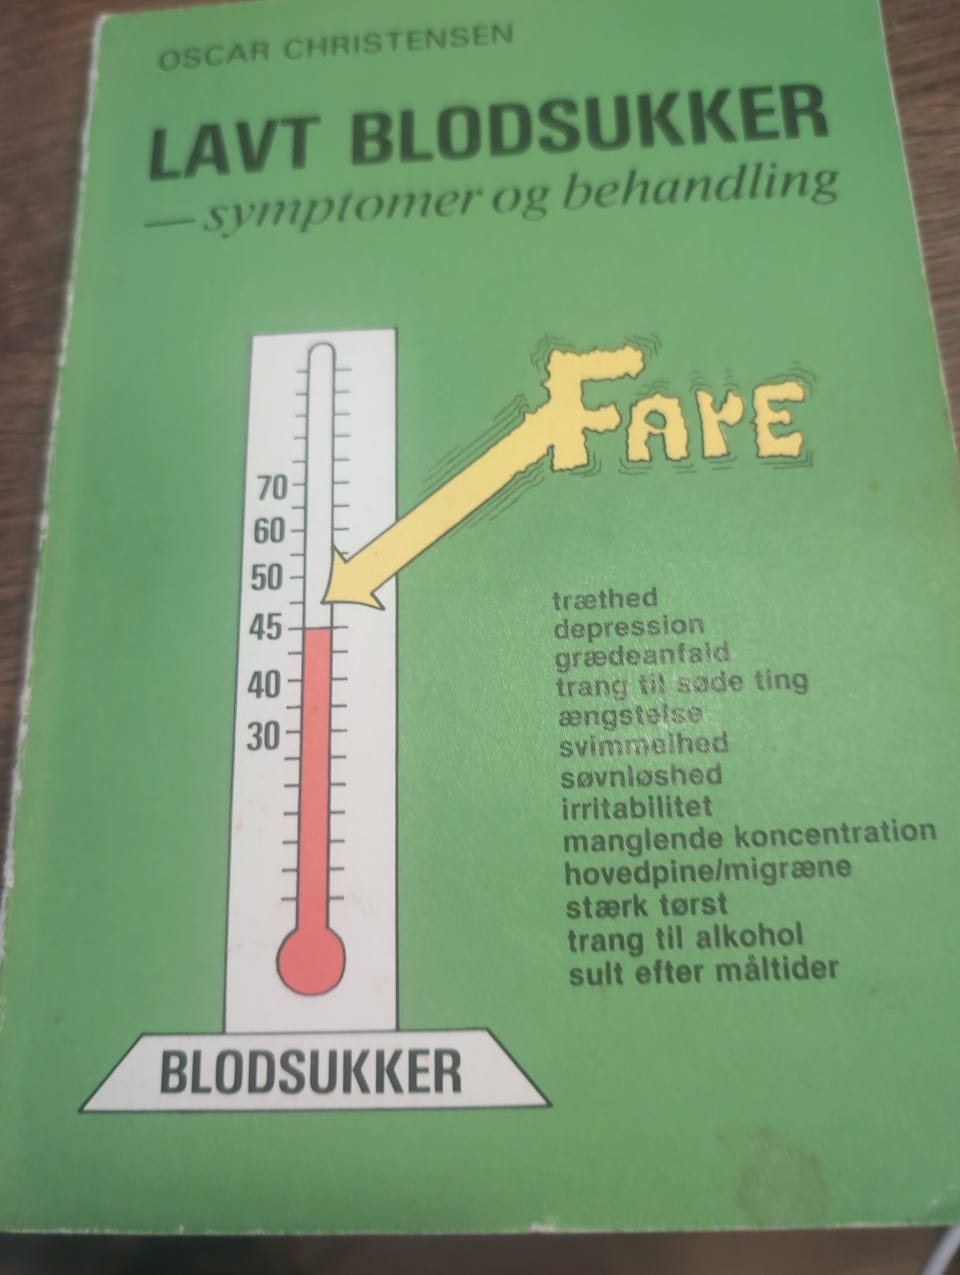 OSCAR CHRISTENSEN
LAVT BLODSUKKER
— symptomer og behandling
FARE
70
60
50
45
40
30
træthed
depression
grædeanfald
trang til søde ting
ængstelse
svimmelhed
søvnløshed
irritabilitet
manglende koncentration
hovedpine/migræne
stærk tørst
trang til alkohol
sult efter måltider
BLODSUKKER